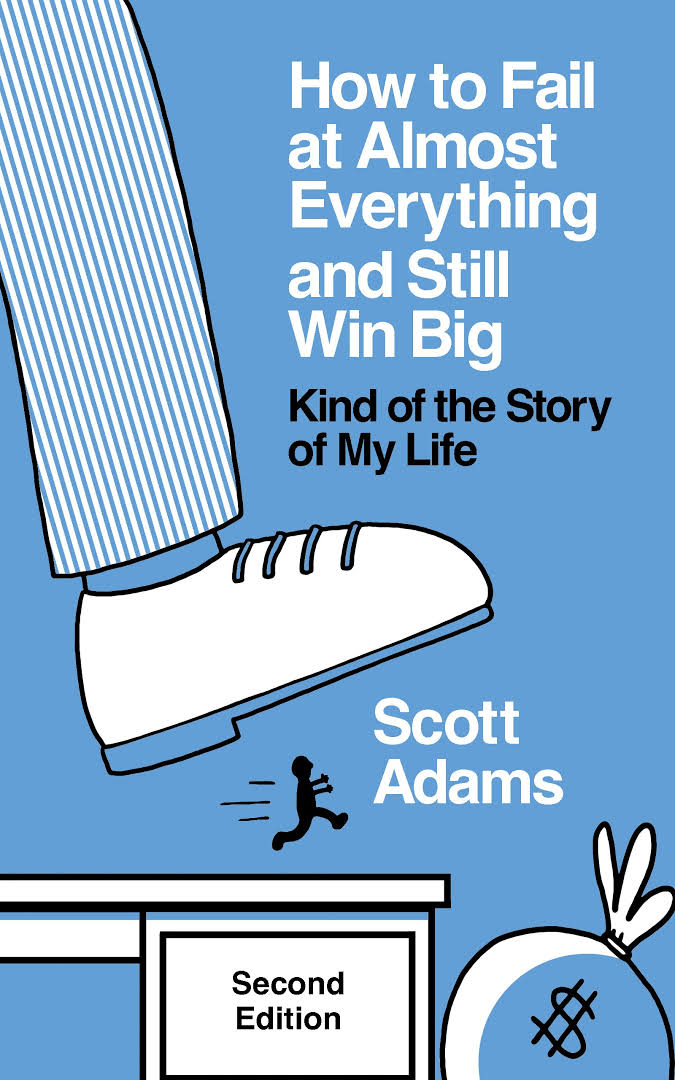 How to Fail
at Almost
Everything
and Still
Win Big
Kind of the Story
of My Life
Scott
Adams
Second
Edition
$